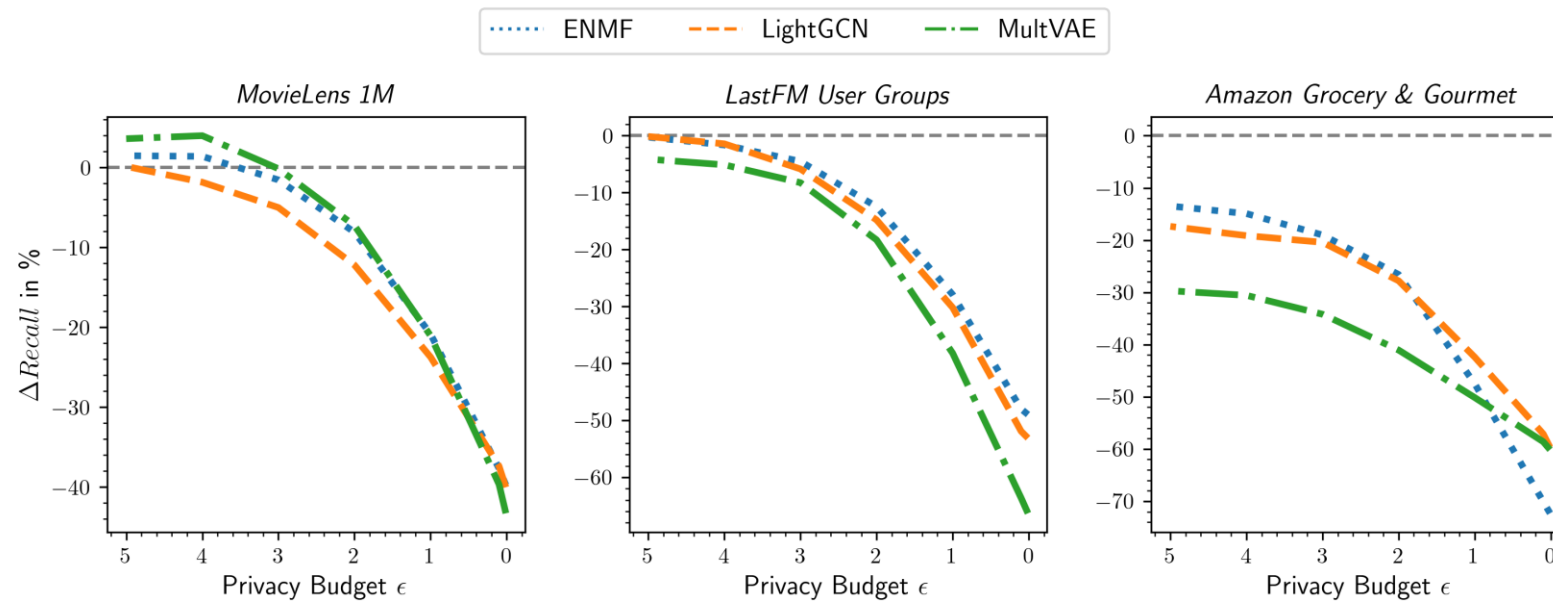 ENMF LightGCN MultVAE
MovieLens 1M
LastFM User Groups
Amazon Grocery & Gourmet
ΔRecall in %
0
−10
−20
−30
−40
5 4 3 2 1 0
Privacy Budget ϵ
0
−10
−20
−30
−40
−50
−60
5 4 3 2 1 0
Privacy Budget ϵ
0
−10
−20
−30
−40
−50
−60
−70
5 4 3 2 1 0
Privacy Budget ϵ